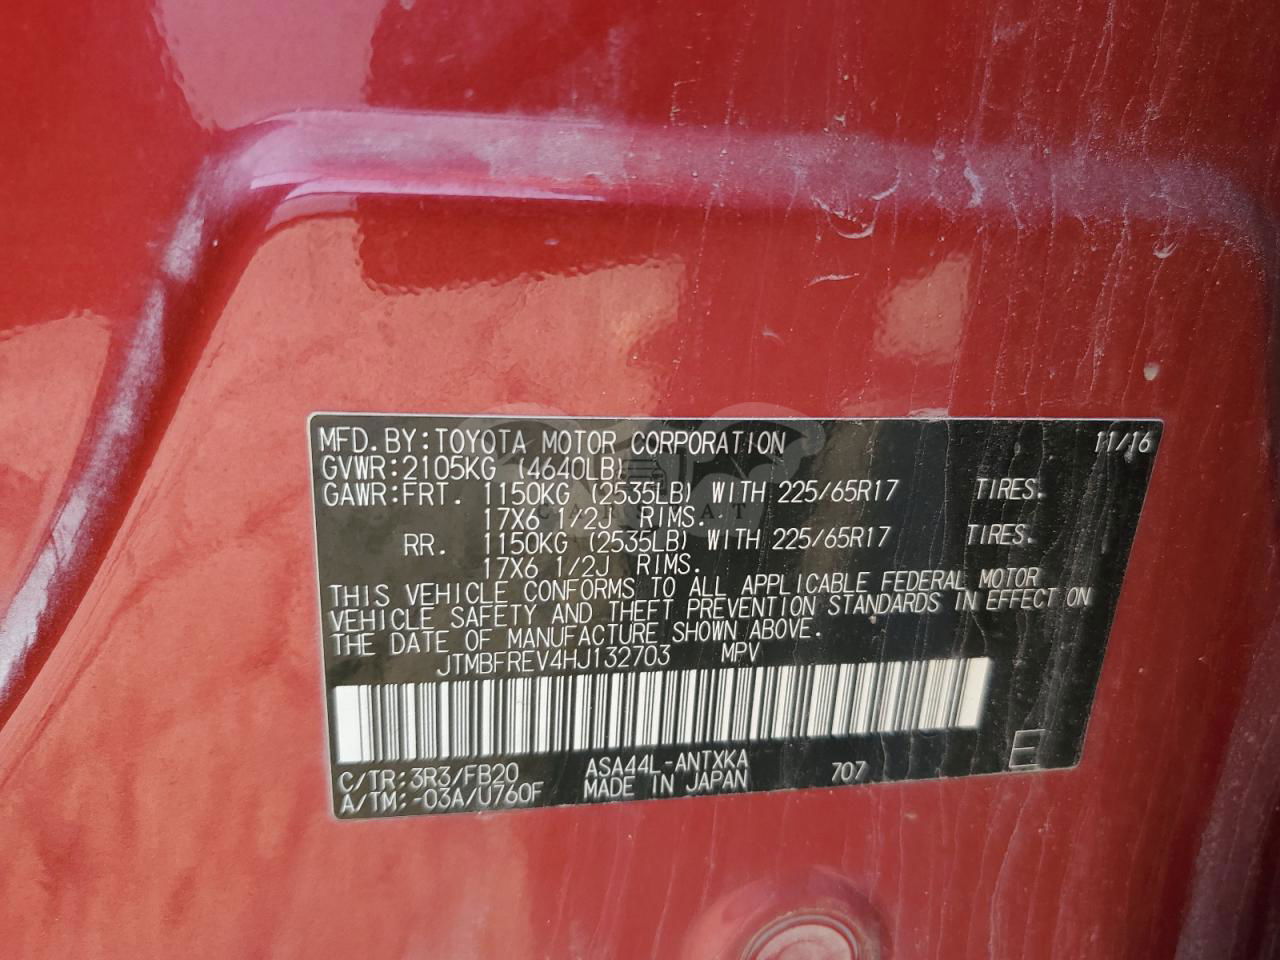 MFD.BY:TOYOTA MOTOR CORPORATION 11/16
GVWR:2105KG (4640LB)
GAWR:FRT. 1150KG (2535LB) WITH 225/65R17 TIRES.
17X6 1/2J RIMS.
RR. 1150KG (2535LB) WITH 225/65R17 TIRES.
17X6 1/2J RIMS.
THIS VEHICLE CONFORMS TO ALL APPLICABLE FEDERAL MOTOR
VEHICLE SAFETY AND THEFT PREVENTION STANDARDS IN EFFECT ON
THE DATE OF MANUFACTURE SHOWN ABOVE.
JTMBFREV4HJ132703 MPV
C/TR:3R3/FB20 ASA44L-ANTXKA 707 E
A/TM:-03A/U760F MADE IN JAPAN